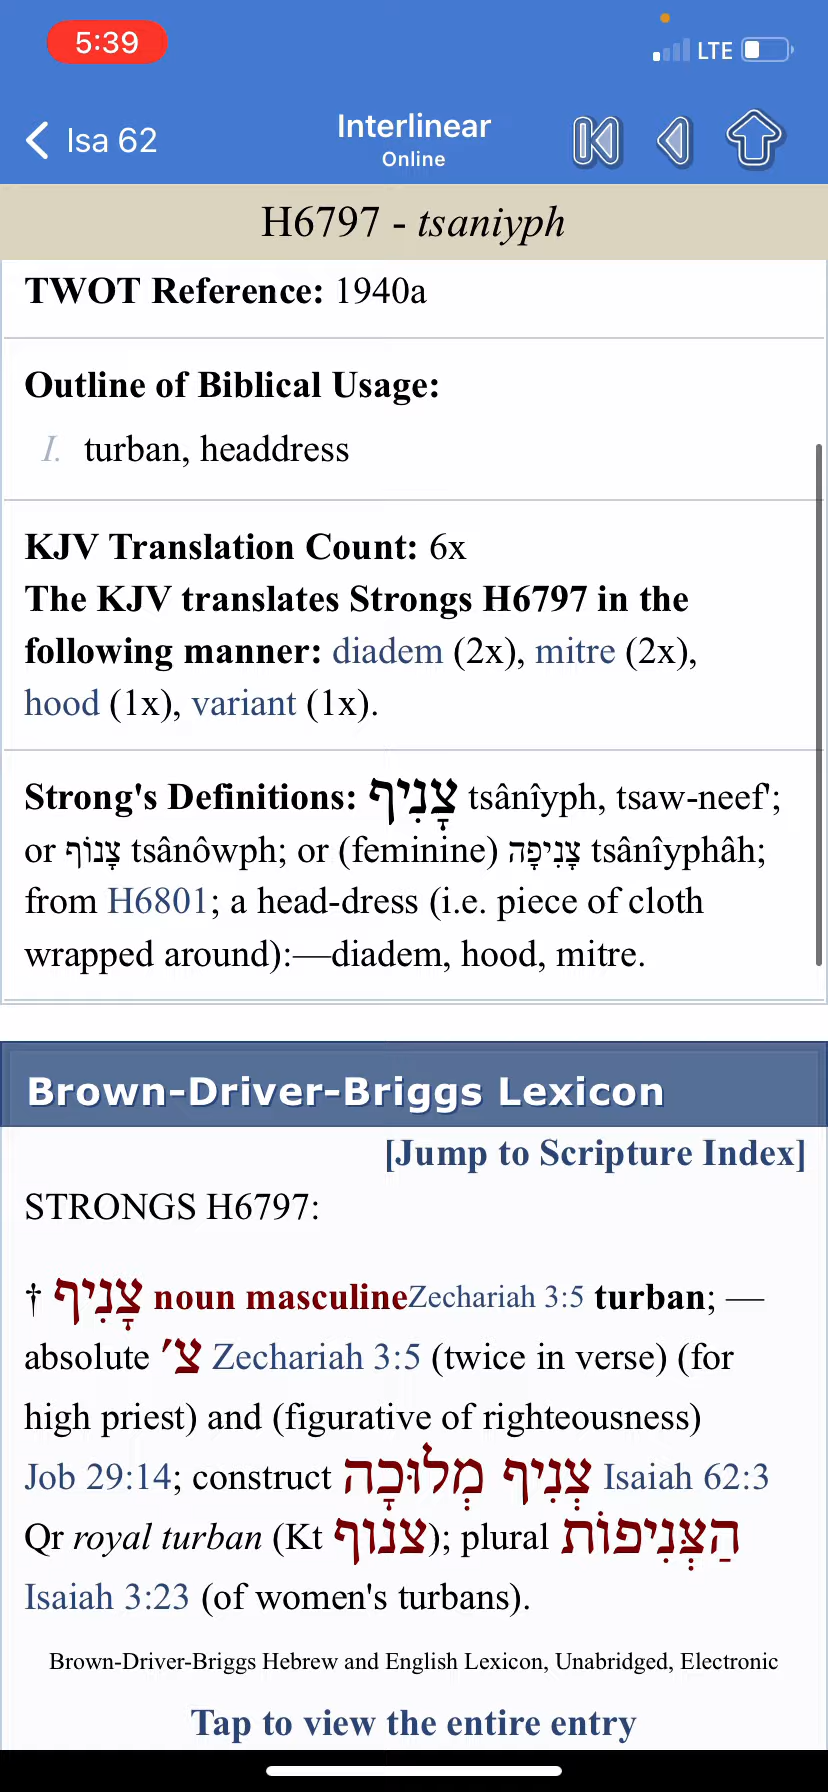 5:39
LTE
Isa 62
Interlinear
Online
H6797 - tsaniyph
TWOT Reference: 1940a
Outline of Biblical Usage:
I. turban, headdress
KJV Translation Count: 6x
The KJV translates Strongs H6797 in the
following manner: diadem (2x), mitre (2x),
hood (1x), variant (1x).
Strong's Definitions: צָנִיף tsânîyph, tsaw-neef';
or צָנוֹף tsânôwph; or (feminine) צָנִיפָה tsânîyphâh;
from H6801; a head-dress (i.e. piece of cloth
wrapped around):—diadem, hood, mitre.
Brown-Driver-Briggs Lexicon
[Jump to Scripture Index]
STRONGS H6797:
† צָנִיף noun masculineZechariah 3:5 turban; —
absolute צ׳ Zechariah 3:5 (twice in verse) (for
high priest) and (figurative of righteousness)
Job 29:14; construct צְנִיף מְלוּכָה Isaiah 62:3
Qr royal turban (Kt צנוף); plural הַצְּנִיפוֹת
Isaiah 3:23 (of women's turbans).
Brown-Driver-Briggs Hebrew and English Lexicon, Unabridged, Electronic
Tap to view the entire entry